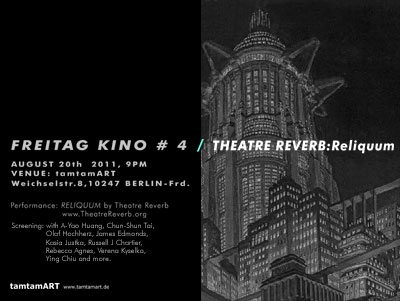 FREITAG KINO # 4 / THEATRE REVERB:Reliquum
AUGUST 20th 2011, 9PM
VENUE: tamtamART
Weichselstr.8,10247 BERLIN-Frd.
Performance: RELIQUUM by Theatre Reverb
www.TheatreReverb.org
Screening: with A-Yao Huang, Chun-Shun Tai,
Olaf Hochherz, James Edmonds,
Kasia Justka, Russell J Chartier,
Rebecca Agnes, Verena Kyselka,
Ying Chiu and more.
tamtamART www.tamtamart.de